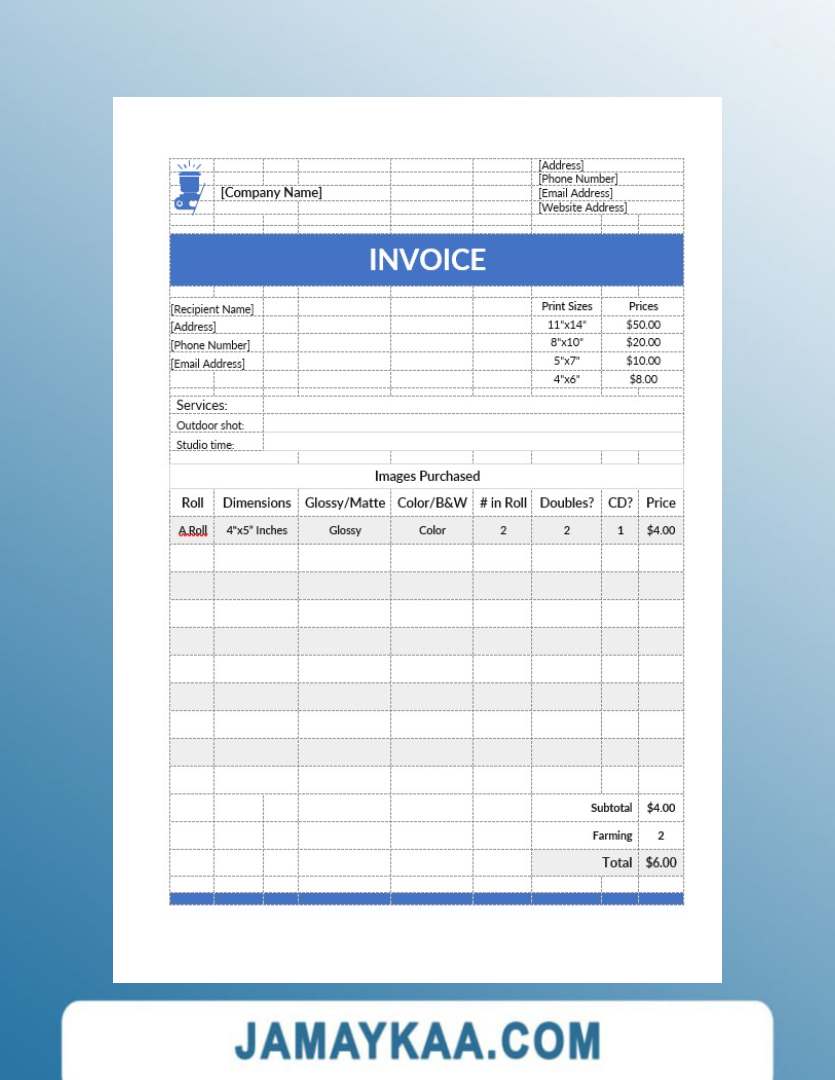 [Address]
[Phone Number]
[Company Name] [Email Address]
[Website Address]
INVOICE
[Recipient Name] Print Sizes Prices
[Address] 11"x14" $50.00
[Phone Number] 8"x10" $20.00
[Email Address] 5"x7" $10.00
4"x6" $8.00
Services:
Outdoor shot:
Studio time:
Images Purchased
Roll Dimensions Glossy/Matte Color/B&W # in Roll Doubles? CD? Price
A Roll 4"x5" Inches Glossy Color 2 2 1 $4.00
Subtotal $4.00
Farming 2
Total $6.00
JAMAYKAA.COM